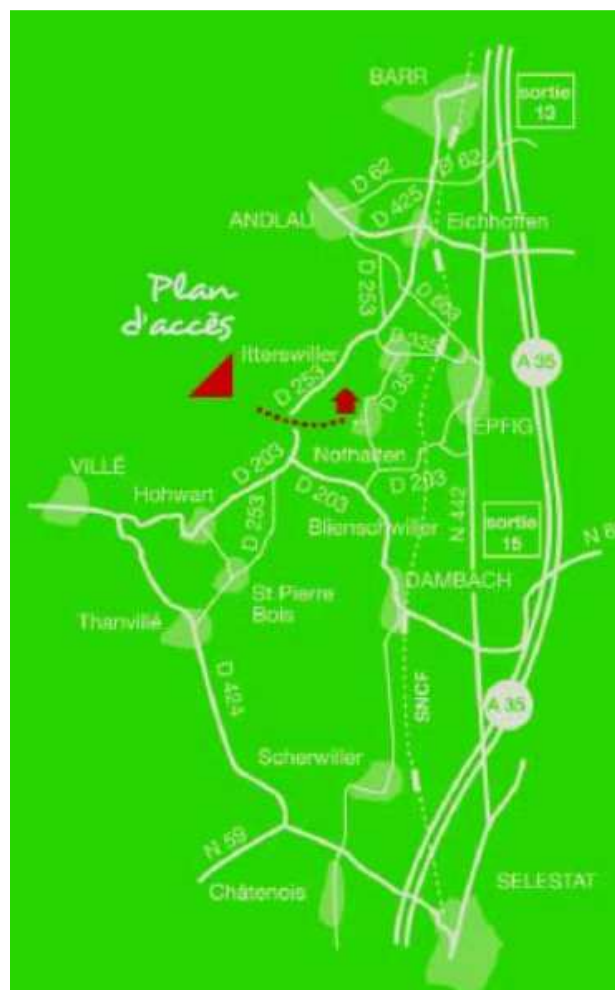 BARR
sortie
13
D 62
D 62
ANDLAU
D 425
Eichhoffen
Plan
d'accès
D 253
D 603
Itterswiller
D 335
A 35
D 253
D 35
EPFIG
Nothalten
VILLÉ
D 203
Hohwart
D 203
D 203
D 253
N 442
Blienschwiller
sortie
15
DAMBACH
St Pierre
Bois
Thanvillé
D 424
SNCF
A 35
Scherwiller
N 59
SELESTAT
Châtenois